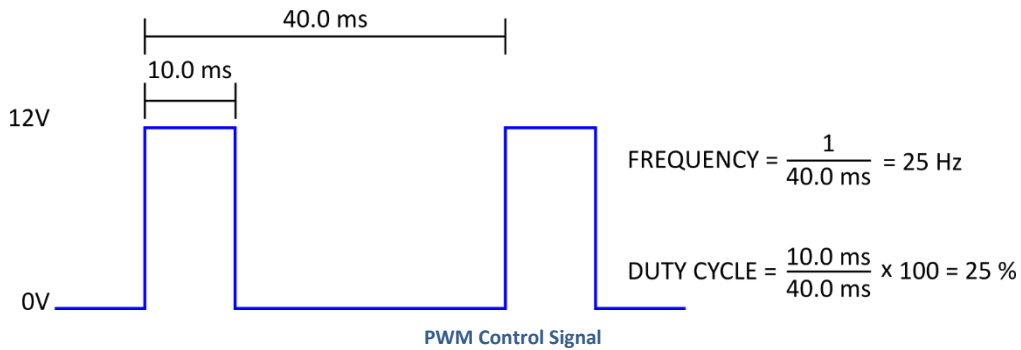 40.0 ms
10.0 ms
12V
FREQUENCY = 1 / 40.0 ms = 25 Hz
DUTY CYCLE = 10.0 ms / 40.0 ms x 100 = 25 %
0V
PWM Control Signal